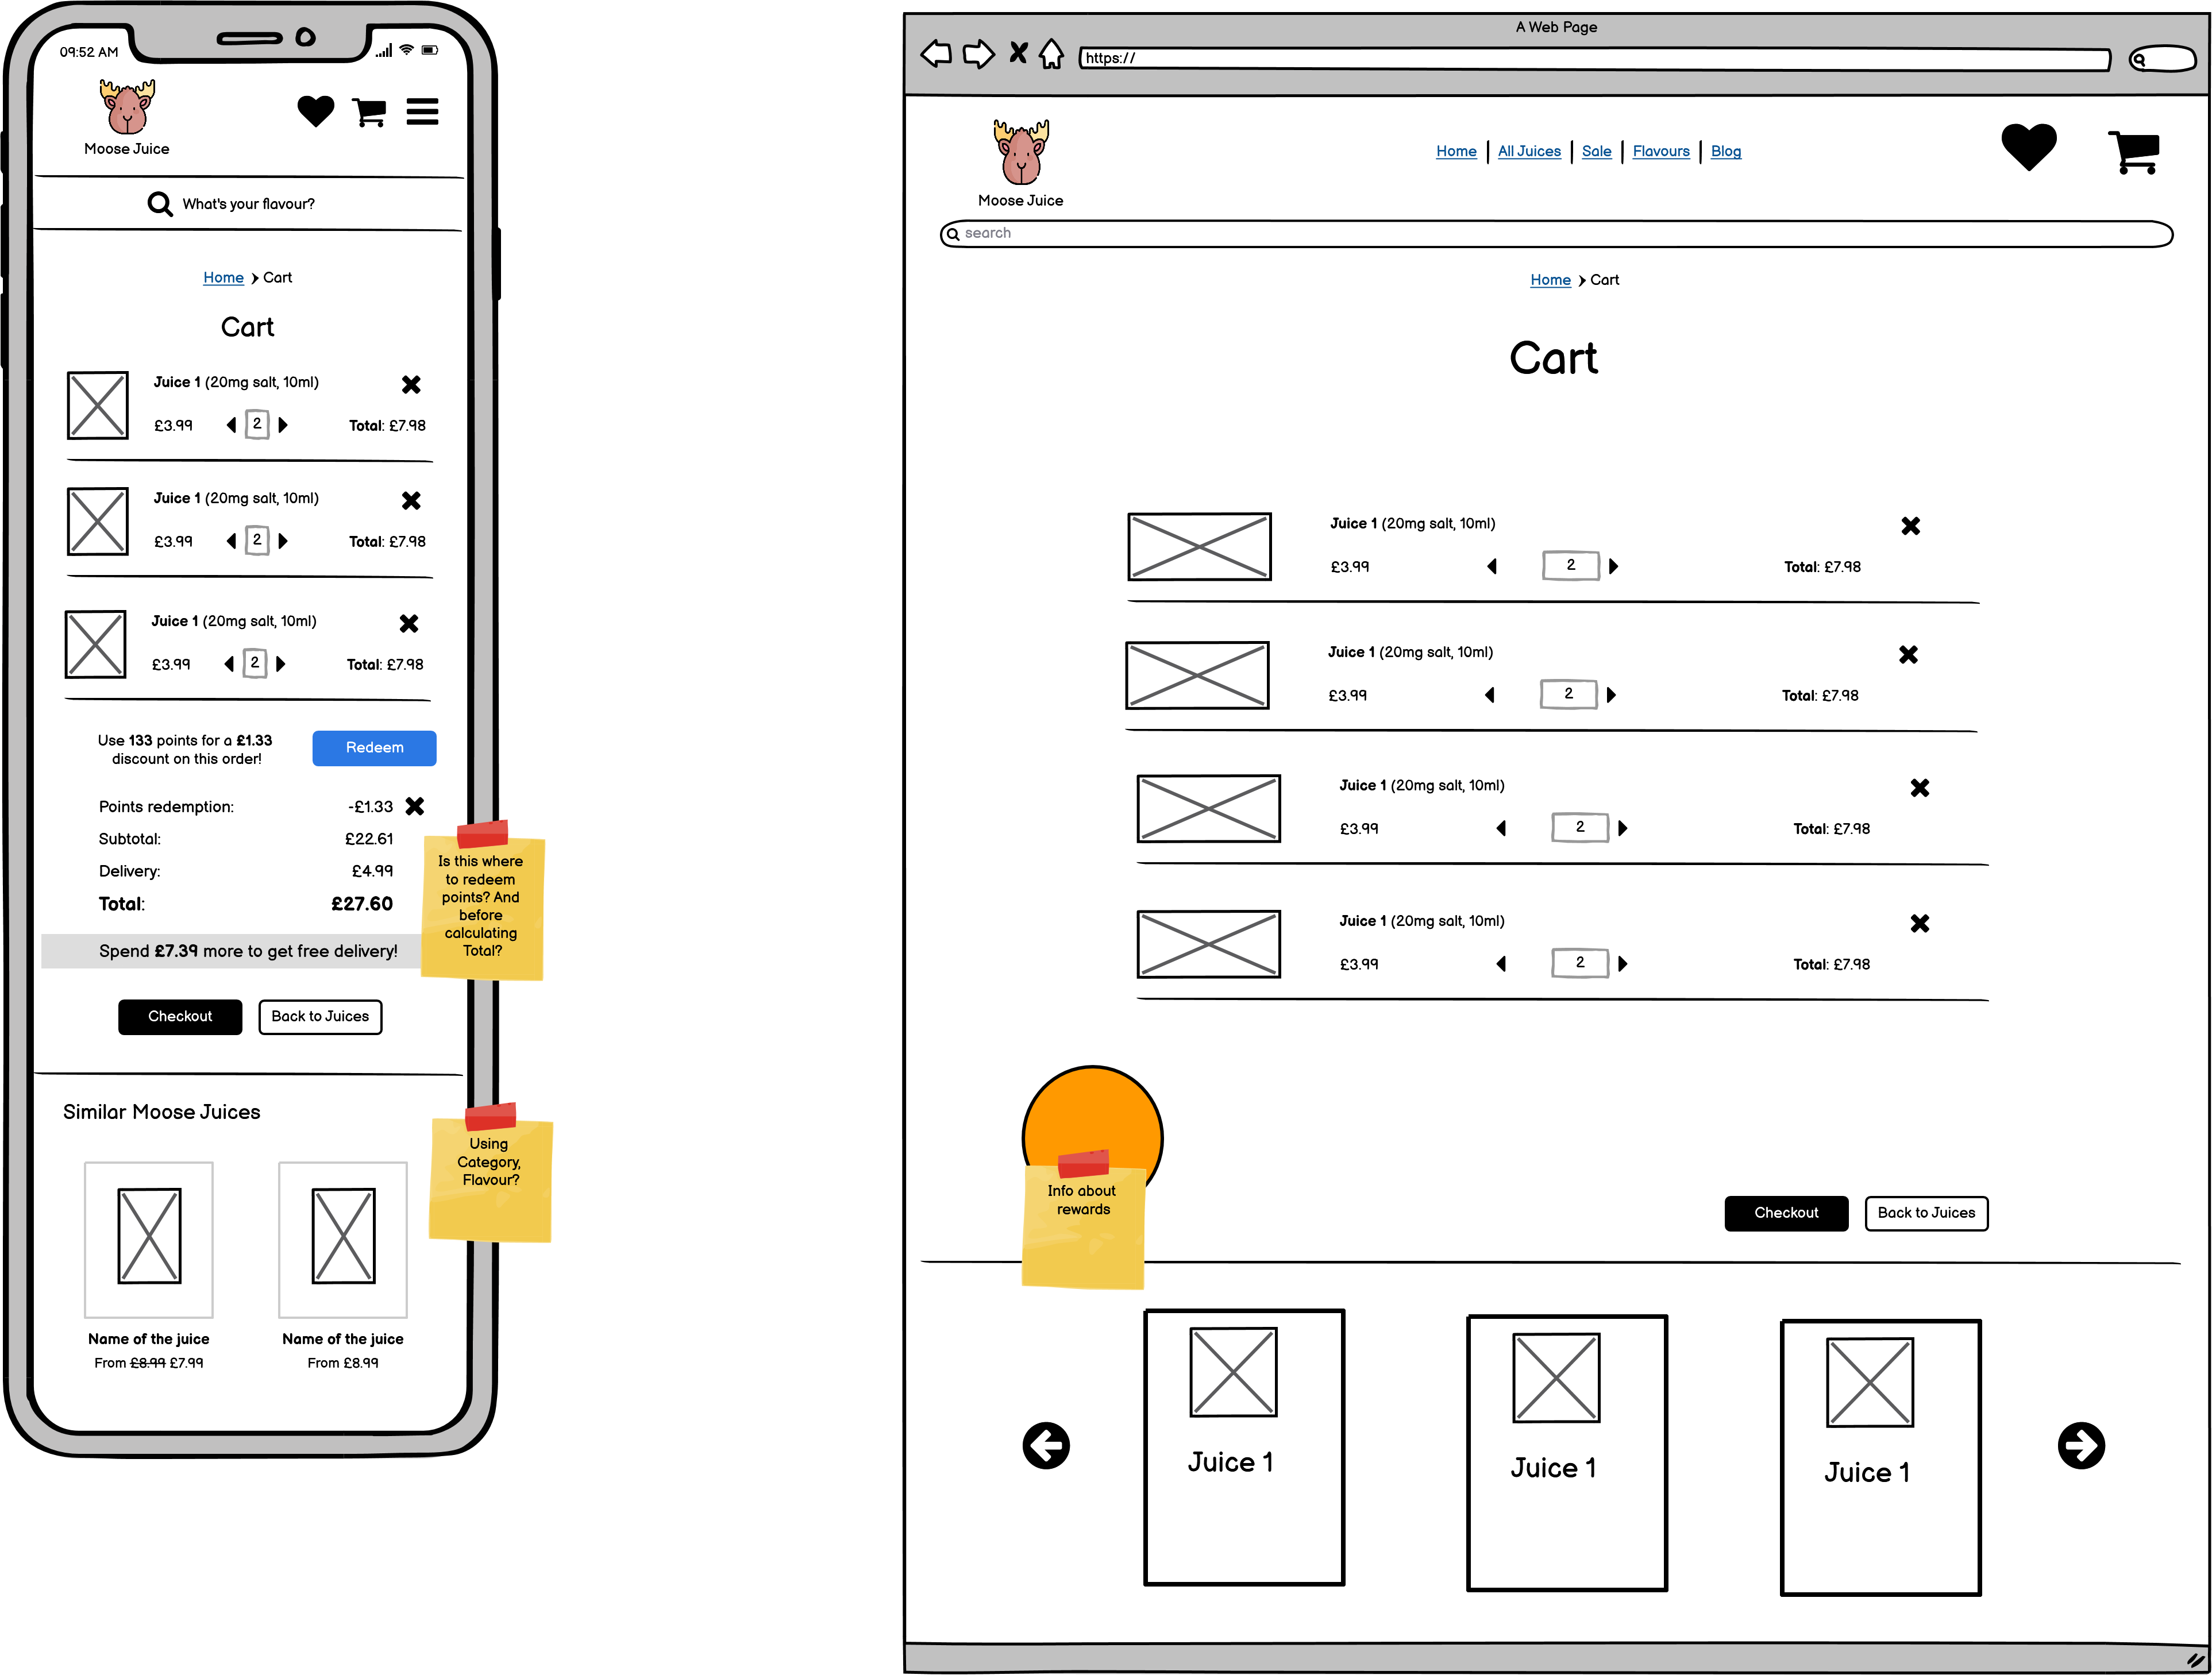 09:52 AM
Moose Juice
What's your flavour?
Home Cart
Cart
Juice 1 (20mg salt, 10ml)
£3.99 2 Total: £7.98
Juice 1 (20mg salt, 10ml)
£3.99 2 Total: £7.98
Juice 1 (20mg salt, 10ml)
£3.99 2 Total: £7.98
Use 133 points for a £1.33
discount on this order!
Redeem
Points redemption: -£1.33
Subtotal: £22.61
Delivery: £4.99
Total: £27.60
Spend £7.39 more to get free delivery!
Is this where
to redeem
points? And
before
calculating
Total?
Checkout Back to Juices
Similar Moose Juices
Using
Category,
Flavour?
Name of the juice Name of the juice
From £8.99 £7.99 From £8.99
A Web Page
https://
Moose Juice
Home All Juices Sale Flavours Blog
search
Home Cart
Cart
Juice 1 (20mg salt, 10ml)
£3.99 2 Total: £7.98
Juice 1 (20mg salt, 10ml)
£3.99 2 Total: £7.98
Juice 1 (20mg salt, 10ml)
£3.99 2 Total: £7.98
Juice 1 (20mg salt, 10ml)
£3.99 2 Total: £7.98
Info about
rewards
Checkout Back to Juices
Juice 1 Juice 1 Juice 1